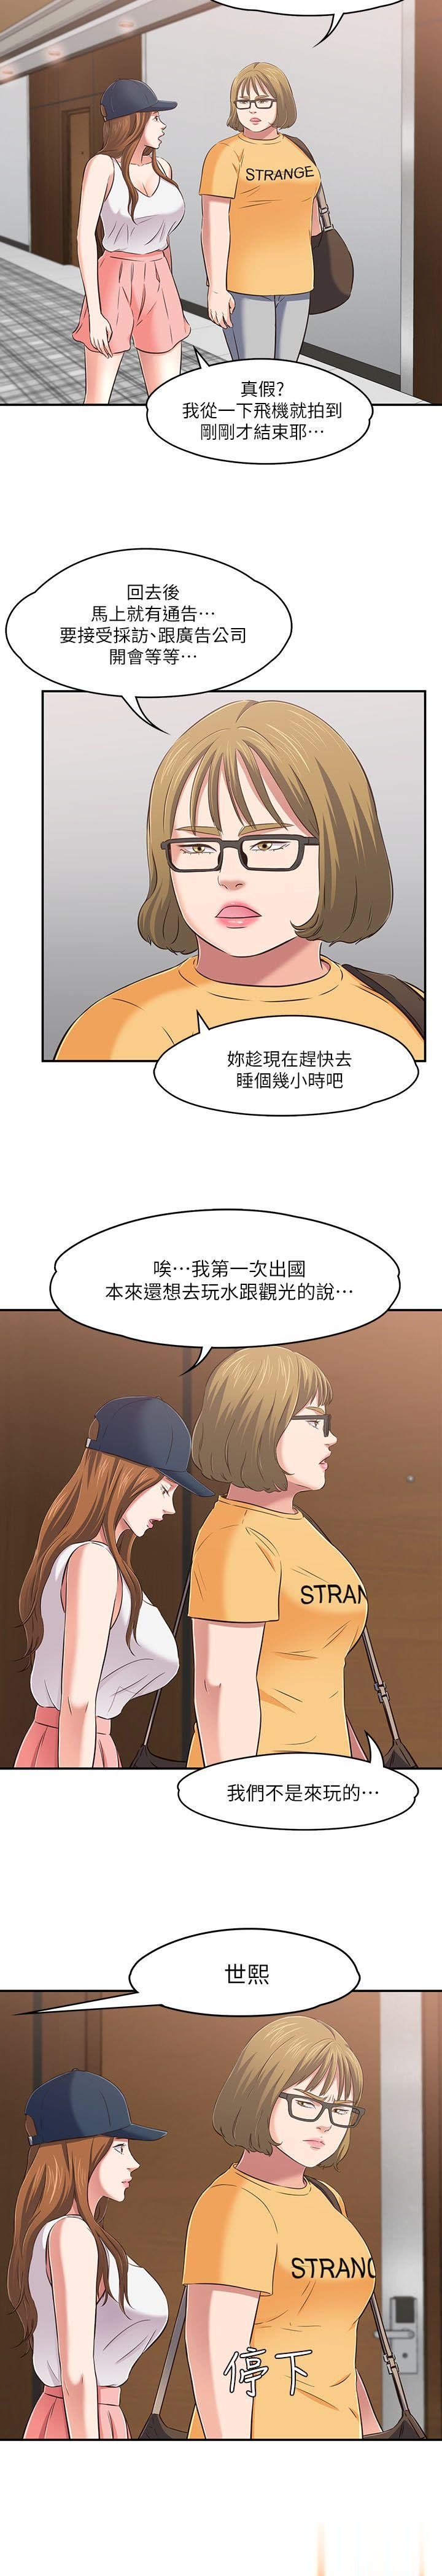 STRANGE
真假?
我從一下飛機就拍到
剛剛才結束耶…
回去後
馬上就有通告…
要接受採訪、跟廣告公司
開會等等…
妳趁現在趕快去
睡個幾小時吧
唉…我第一次出國
本來還想去玩水跟觀光的說…
STRAN
我們不是來玩的…
世熙
STRANG
停下